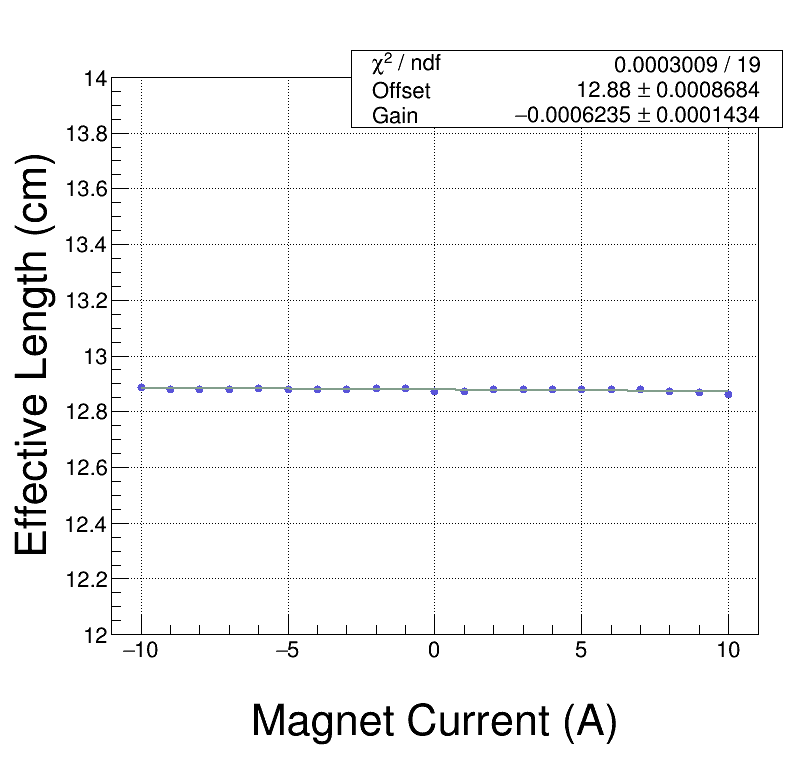 χ² / ndf 0.0003009 / 19
Offset 12.88 ± 0.0008684
Gain −0.0006235 ± 0.0001434
14
13.8
13.6
13.4
13.2
13
12.8
12.6
12.4
12.2
12
−10 −5 0 5 10
Effective Length (cm)
Magnet Current (A)